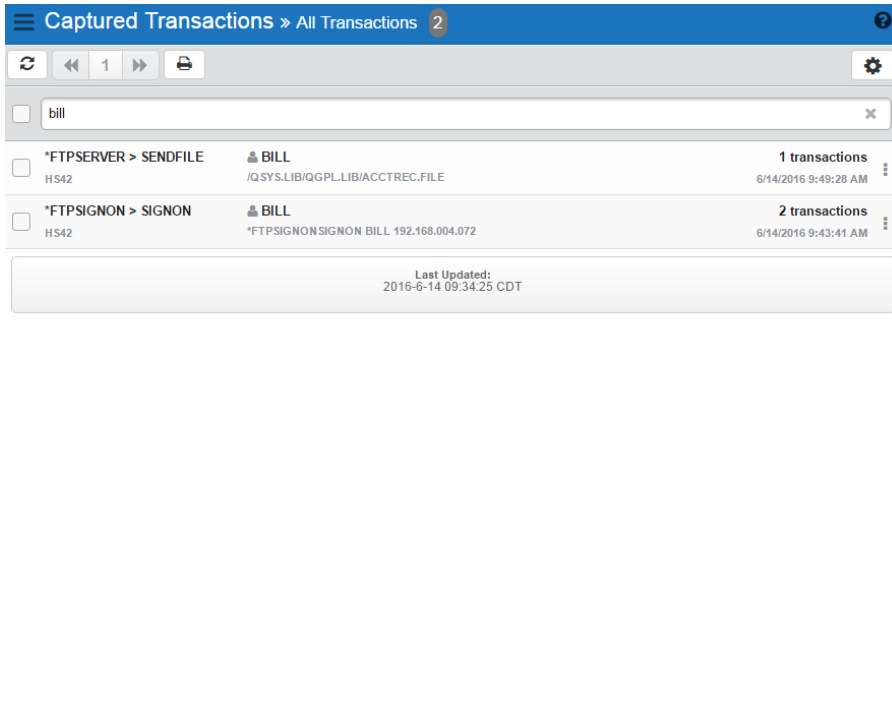 Captured Transactions » All Transactions 2
1
bill
*FTPSERVER > SENDFILE BILL 1 transactions
HS42 /QSYS.LIB/QGPL.LIB/ACCTREC.FILE 6/14/2016 9:49:28 AM
*FTPSIGNON > SIGNON BILL 2 transactions
HS42 *FTPSIGNONSIGNON BILL 192.168.004.072 6/14/2016 9:43:41 AM
Last Updated:
2016-6-14 09:34:25 CDT